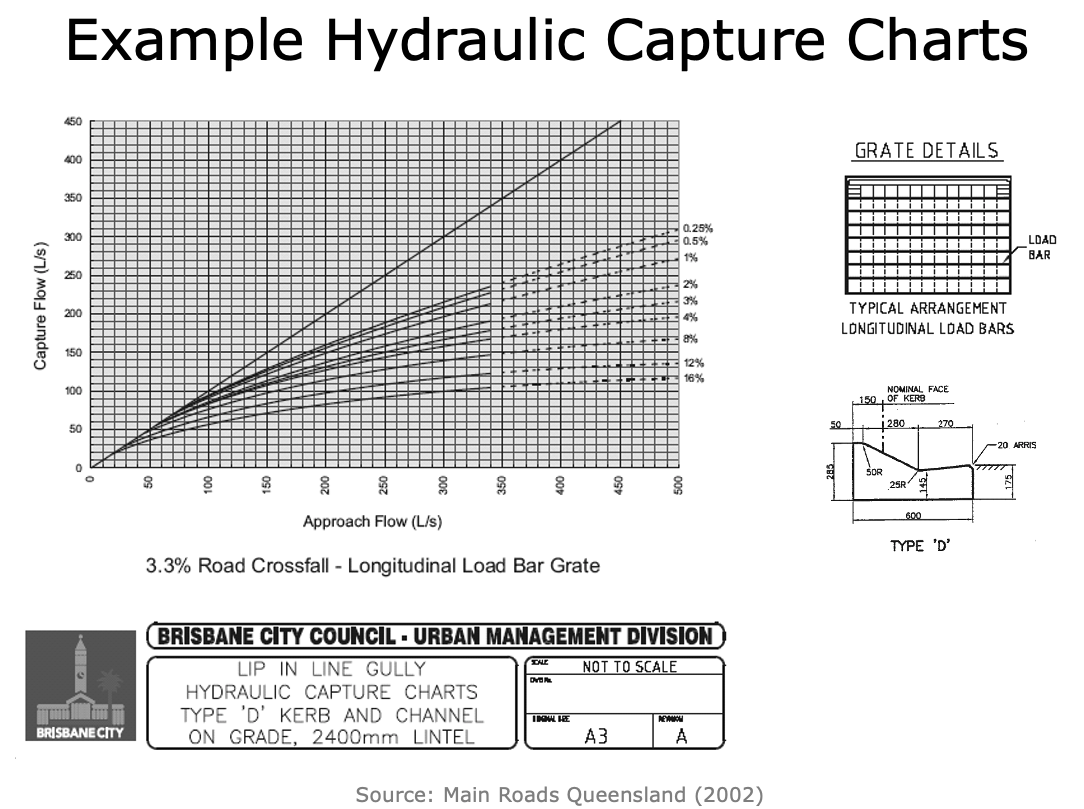 Example Hydraulic Capture Charts
450
400
350
300
250
200
150
100
50
0
Capture Flow (L/s)
0.25%
0.5%
1%
2%
3%
4%
8%
12%
16%
0
50
100
150
200
250
300
350
400
450
500
Approach Flow (L/s)
3.3% Road Crossfall - Longitudinal Load Bar Grate
GRATE DETAILS
LOAD
BAR
TYPICAL ARRANGEMENT
LONGITUDINAL LOAD BARS
NOMINAL FACE
OF KERB
150
50
280
270
20 ARRIS
285
50R
25R
145
175
600
TYPE 'D'
BRISBANE CITY
BRISBANE CITY COUNCIL - URBAN MANAGEMENT DIVISION
LIP IN LINE GULLY
HYDRAULIC CAPTURE CHARTS
TYPE 'D' KERB AND CHANNEL
ON GRADE, 2400mm LINTEL
SCALE
NOT TO SCALE
DWG No.
ORIGINAL SIZE
A3
REVISION
A
Source: Main Roads Queensland (2002)